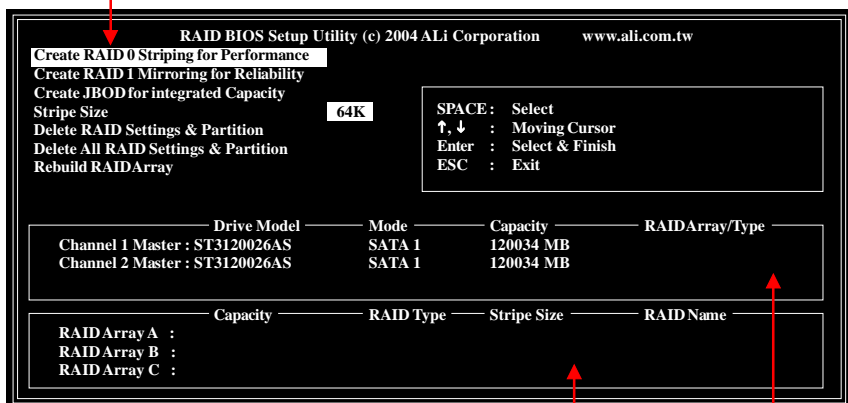 RAID BIOS Setup Utility (c) 2004 ALi Corporation www.ali.com.tw
Create RAID 0 Striping for Performance
Create RAID 1 Mirroring for Reliability
Create JBOD for integrated Capacity
Stripe Size 64K
Delete RAID Settings & Partition
Delete All RAID Settings & Partition
Rebuild RAID Array
SPACE : Select
↑, ↓ : Moving Cursor
Enter : Select & Finish
ESC : Exit
Drive Model Mode Capacity RAID Array/Type
Channel 1 Master : ST3120026AS SATA 1 120034 MB
Channel 2 Master : ST3120026AS SATA 1 120034 MB
Capacity RAID Type Stripe Size RAID Name
RAID Array A :
RAID Array B :
RAID Array C :